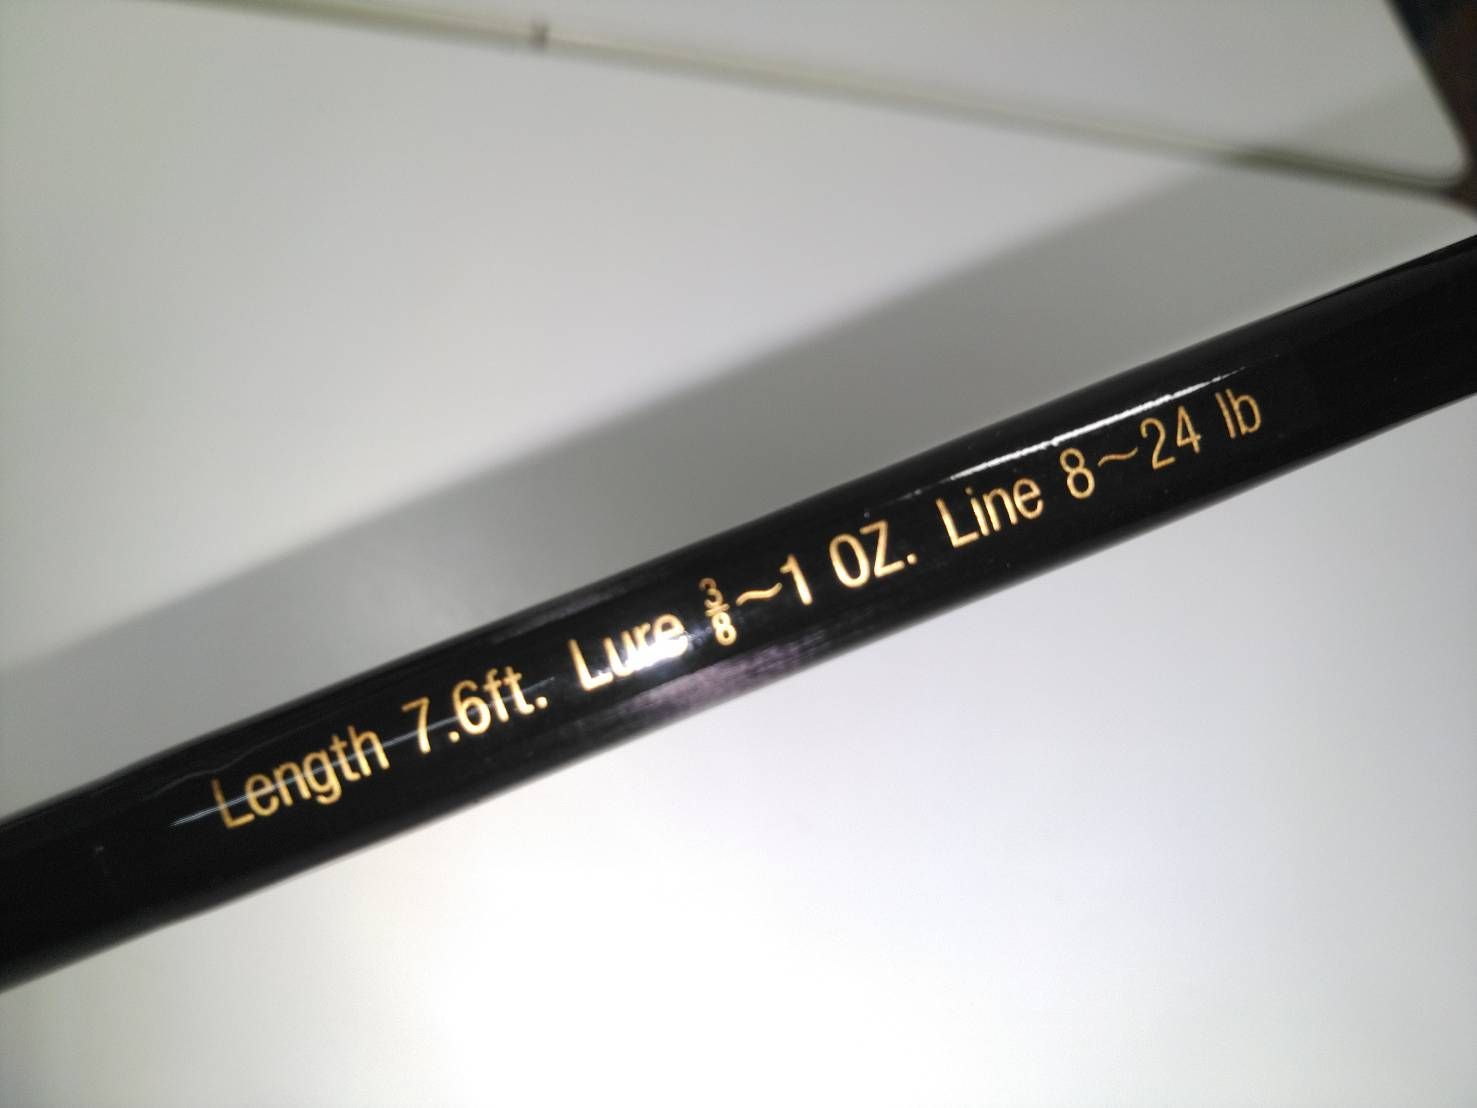 Length 7.6ft. Lure 3/8~1 OZ. Line 8~24 lb